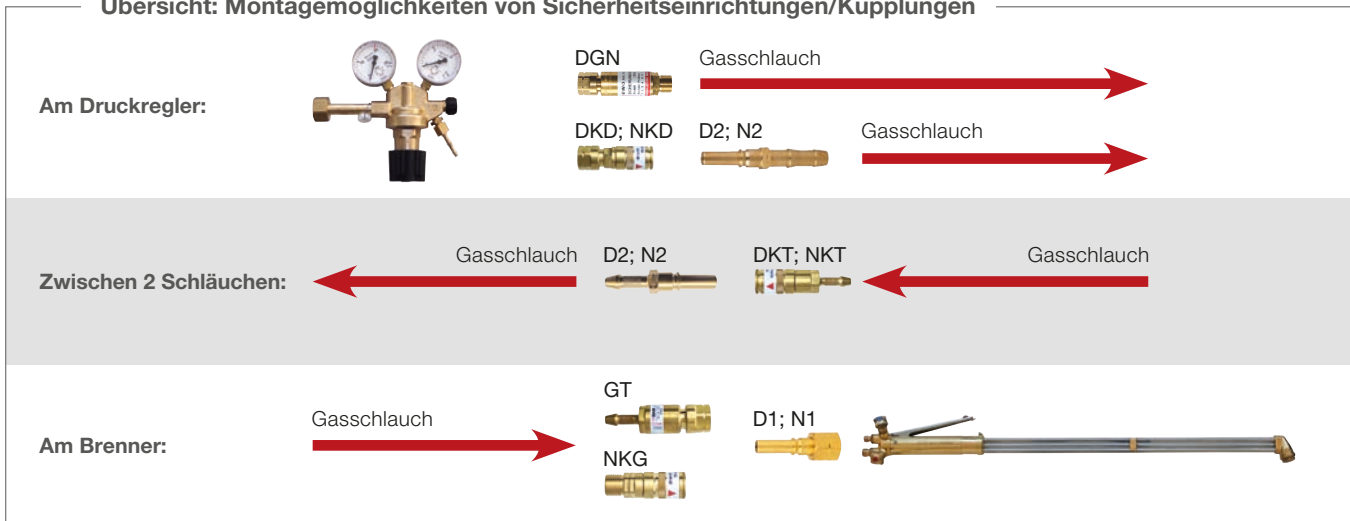 Übersicht: Montagemöglichkeiten von Sicherheitseinrichtungen/Kupplungen
Am Druckregler:
DGN
Gasschlauch
DKD; NKD
D2; N2
Gasschlauch
Zwischen 2 Schläuchen:
Gasschlauch
D2; N2
DKT; NKT
Gasschlauch
Am Brenner:
Gasschlauch
GT
D1; N1
NKG